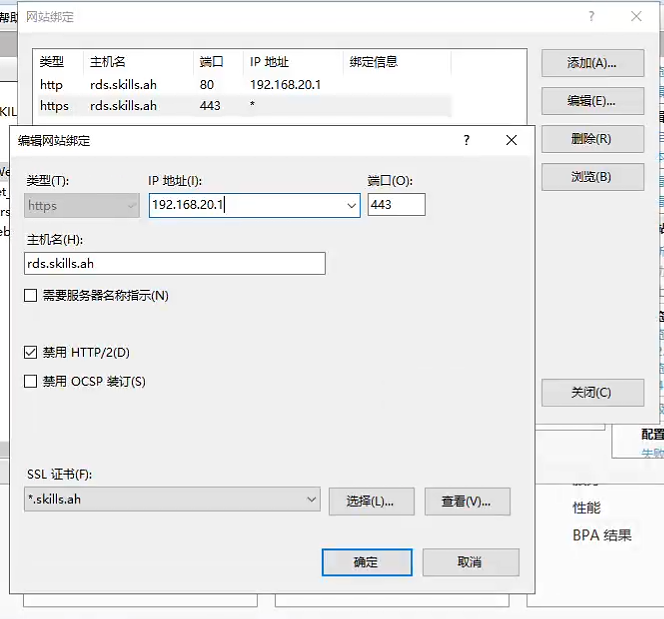 帮助
网站绑定
?
类型 主机名 端口 IP 地址 绑定信息
http rds.skills.ah 80 192.168.20.1
https rds.skills.ah 443 *
添加(A)...
编辑(E)...
删除(R)
浏览(B)
关闭(C)
编辑网站绑定
?
类型(T): IP 地址(I): 端口(O):
https 192.168.20.1 443
主机名(H):
rds.skills.ah
需要服务器名称指示(N)
禁用 HTTP/2(D)
禁用 OCSP 装订(S)
SSL 证书(F):
*.skills.ah 选择(L)... 查看(V)...
确定 取消
配置
失败
性能
BPA 结果